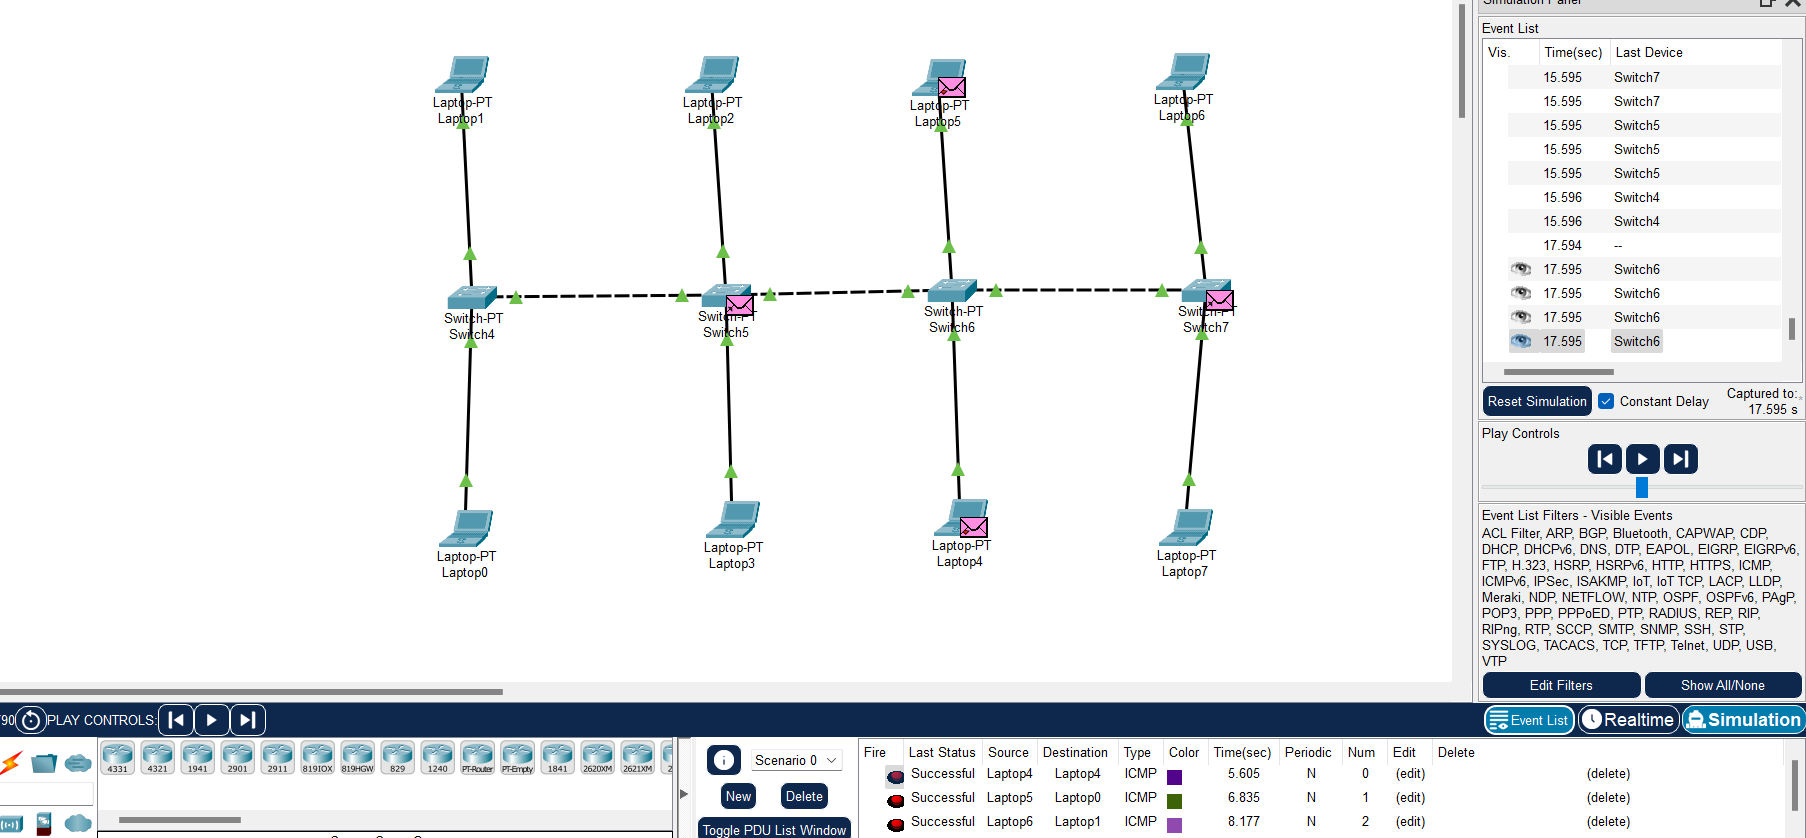 Simulation Panel
Event List
Vis. Time(sec) Last Device
15.595 Switch7
15.595 Switch7
15.595 Switch5
15.595 Switch5
15.595 Switch5
15.596 Switch4
15.596 Switch4
17.594 --
17.595 Switch6
17.595 Switch6
17.595 Switch6
17.595 Switch6
Reset Simulation Constant Delay Captured to:
17.595 s
Play Controls
Event List Filters - Visible Events
ACL Filter, ARP, BGP, Bluetooth, CAPWAP, CDP,
DHCP, DHCPv6, DNS, DTP, EAPOL, EIGRP, EIGRPv6,
FTP, H.323, HSRP, HSRPv6, HTTP, HTTPS, ICMP,
ICMPv6, IPSec, ISAKMP, IoT, IoT TCP, LACP, LLDP,
Meraki, NDP, NETFLOW, NTP, OSPF, OSPFv6, PAgP,
POP3, PPP, PPPoED, PTP, RADIUS, REP, RIP,
RIPng, RTP, SCCP, SMTP, SNMP, SSH, STP,
SYSLOG, TACACS, TCP, TFTP, Telnet, UDP, USB,
VTP
Edit Filters Show All/None
Laptop-PT
Laptop1
Laptop-PT
Laptop2
Laptop-PT
Laptop5
Laptop-PT
Laptop6
Switch-PT
Switch4
Switch-PT
Switch5
Switch-PT
Switch6
Switch-PT
Switch7
Laptop-PT
Laptop0
Laptop-PT
Laptop3
Laptop-PT
Laptop4
Laptop-PT
Laptop7
90 PLAY CONTROLS:
Event List Realtime Simulation
4331 4321 1941 2901 2911 819IOX 819HGW 829 1240 PT-Router PT-Empty 1841 2620XM 2621XM 2
Scenario 0
New Delete
Toggle PDU List Window
Fire Last Status Source Destination Type Color Time(sec) Periodic Num Edit Delete
Successful Laptop4 Laptop4 ICMP 5.605 N 0 (edit) (delete)
Successful Laptop5 Laptop0 ICMP 6.835 N 1 (edit) (delete)
Successful Laptop6 Laptop1 ICMP 8.177 N 2 (edit) (delete)